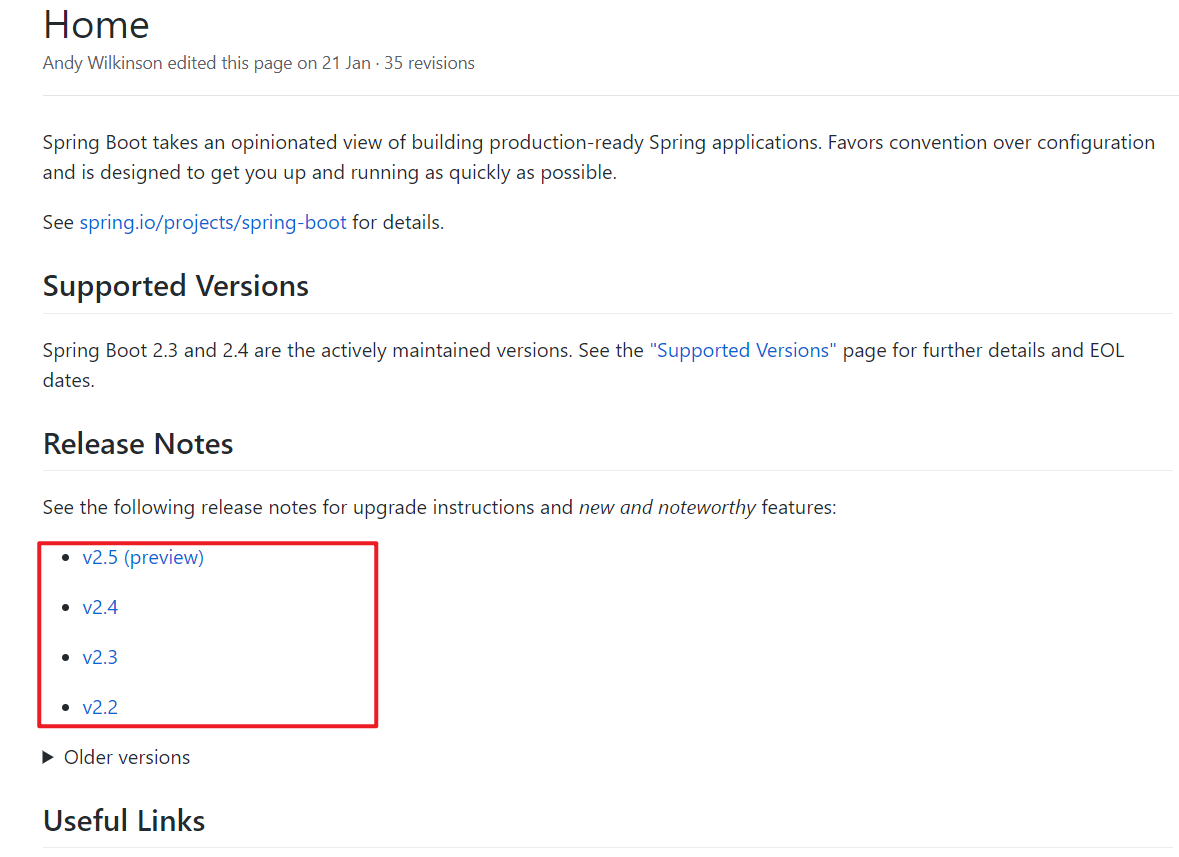 Home
Andy Wilkinson edited this page on 21 Jan · 35 revisions
Spring Boot takes an opinionated view of building production-ready Spring applications. Favors convention over configuration
and is designed to get you up and running as quickly as possible.
See spring.io/projects/spring-boot for details.
Supported Versions
Spring Boot 2.3 and 2.4 are the actively maintained versions. See the "Supported Versions" page for further details and EOL
dates.
Release Notes
See the following release notes for upgrade instructions and new and noteworthy features:
• v2.5 (preview)
• v2.4
• v2.3
• v2.2
Older versions
Useful Links